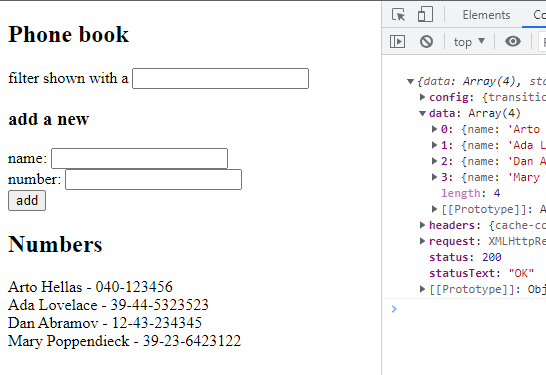 Phone book
filter shown with a
add a new
name:
number:
add
Numbers
Arto Hellas - 040-123456
Ada Lovelace - 39-44-5323523
Dan Abramov - 12-43-234345
Mary Poppendieck - 39-23-6423122
Elements
top
{data: Array(4), sta
config: {transitio
data: Array(4)
0: {name: 'Arto
1: {name: 'Ada L
2: {name: 'Dan A
3: {name: 'Mary
length: 4
[[Prototype]]: A
headers: {cache-co
request: XMLHttpRe
status: 200
statusText: "OK"
[[Prototype]]: Obj